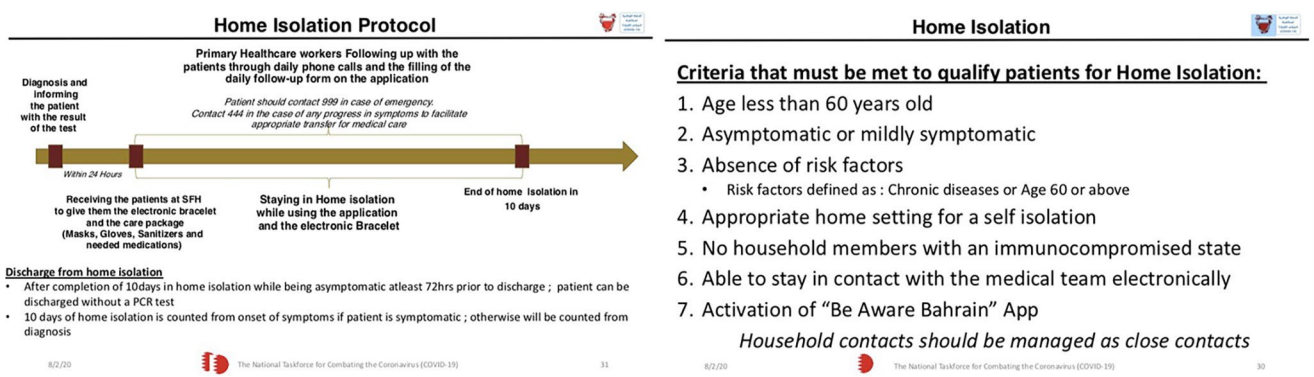 Home Isolation Protocol
Primary Healthcare workers Following up with the
patients through daily phone calls and the filling of the
daily follow-up form on the application
Diagnosis and
informing
the patient
with the result
of the test
Patient should contact 999 in case of emergency.
Contact 444 in the case of any progress in symptoms to facilitate
appropriate transfer for medical care
Within 24 Hours
Receiving the patients at SFH
to give them the electronic bracelet
and the care package
(Masks, Gloves, Sanitizers and
needed medications)
Staying in Home isolation
while using the application
and the electronic Bracelet
End of home Isolation in
10 days
Discharge from home isolation
• After completion of 10days in home isolation while being asymptomatic atleast 72hrs prior to discharge ; patient can be
discharged without a PCR test
• 10 days of home isolation is counted from onset of symptoms if patient is symptomatic ; otherwise will be counted from
diagnosis
8/2/20
The National Taskforce for Combating the Coronavirus (COVID-19)
31
Home Isolation
Criteria that must be met to qualify patients for Home Isolation:
1. Age less than 60 years old
2. Asymptomatic or mildly symptomatic
3. Absence of risk factors
• Risk factors defined as : Chronic diseases or Age 60 or above
4. Appropriate home setting for a self isolation
5. No household members with an immunocompromised state
6. Able to stay in contact with the medical team electronically
7. Activation of “Be Aware Bahrain” App
Household contacts should be managed as close contacts
8/2/20
The National Taskforce for Combating the Coronavirus (COVID-19)
30